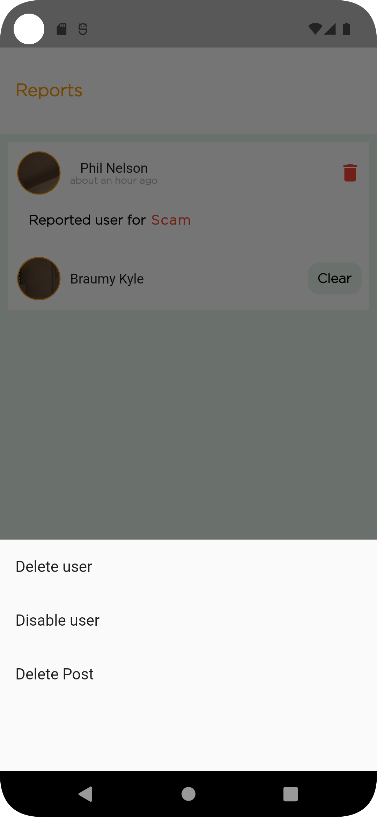 Reports
Phil Nelson
about an hour ago
Reported user for Scam
Braumy Kyle
Clear
Delete user
Disable user
Delete Post